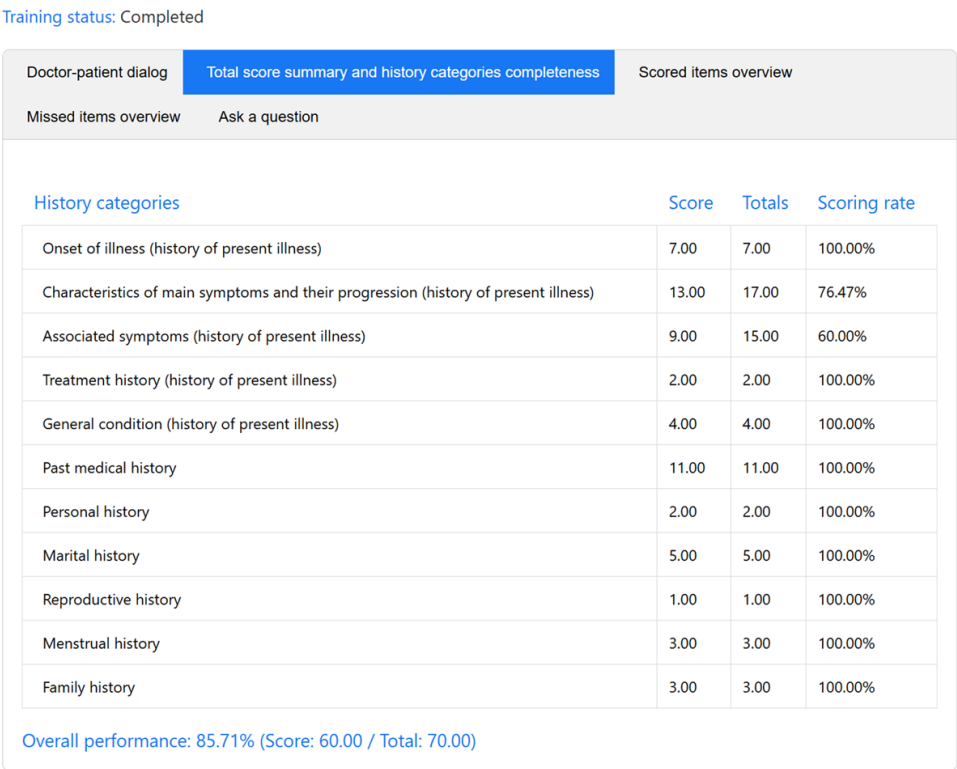 Training status: Completed
Doctor-patient dialog Total score summary and history categories completeness Scored items overview
Missed items overview Ask a question
History categories Score Totals Scoring rate
Onset of illness (history of present illness) 7.00 7.00 100.00%
Characteristics of main symptoms and their progression (history of present illness) 13.00 17.00 76.47%
Associated symptoms (history of present illness) 9.00 15.00 60.00%
Treatment history (history of present illness) 2.00 2.00 100.00%
General condition (history of present illness) 4.00 4.00 100.00%
Past medical history 11.00 11.00 100.00%
Personal history 2.00 2.00 100.00%
Marital history 5.00 5.00 100.00%
Reproductive history 1.00 1.00 100.00%
Menstrual history 3.00 3.00 100.00%
Family history 3.00 3.00 100.00%
Overall performance: 85.71% (Score: 60.00 / Total: 70.00)